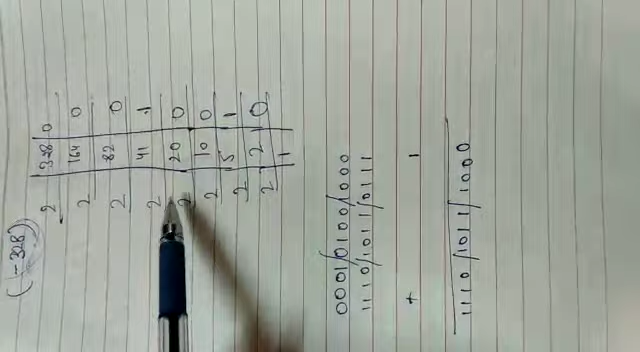 (-328)
2 328 0
2 164 0
2 82 0
2 41 1
2 20 0
2 10 0
2 5 1
2 2 0
1
0001/0100/1000
1110/1011/0111
+ 1
1110/1011/1000